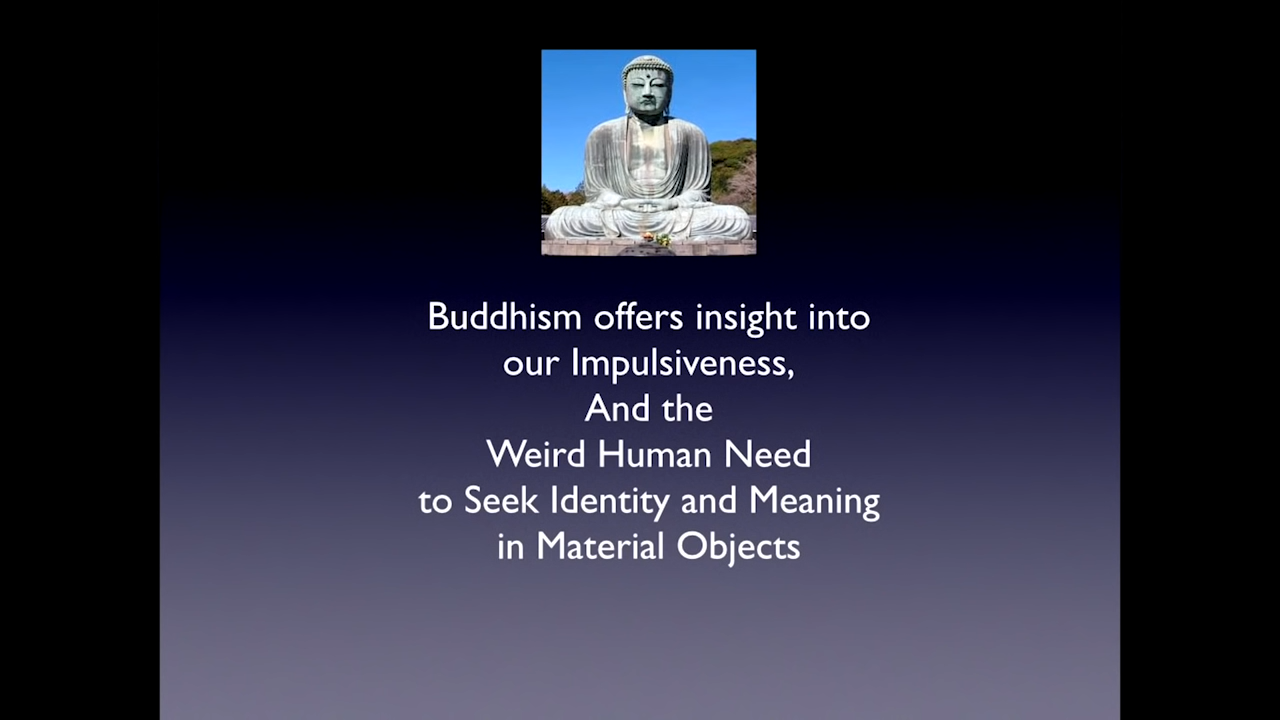 Buddhism offers insight into
our Impulsiveness,
And the
Weird Human Need
to Seek Identity and Meaning
in Material Objects